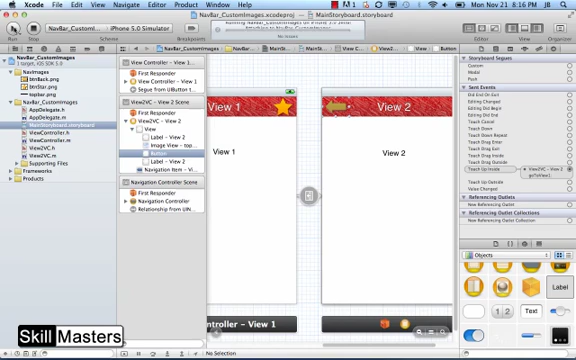 Xcode File Edit View Navigate Editor Product Window Help
Mon Nov 21 8:16 PM
NavBar_CustomImages.xcodeproj — MainStoryboard.storyboard
Run Stop
NavBar_CustomImages...
iPhone 5.0 Simulator
Breakpoints
No Issues
Editor View Organizer
NavBar_CustomImages
1 target, iOS SDK 5.0
NavImages
btnBack.png
btnStar.png
topbar.png
NavBar_CustomImages
AppDelegate.h
AppDelegate.m
MainStoryboard.storyboard
ViewController.h
ViewController.m
View2VC.h
View2VC.m
Supporting Files
Frameworks
Products
View Controller - View 1...
First Responder
View Controller - View 1
Segue from UIButton t...
View2VC - View 2 Scene
First Responder
View2VC - View 2
View
Label - View 2
Image View - top...
Button
Label - View 2
Navigation Item - Vi...
Navigation Controller Scene
First Responder
Navigation Controller
Relationship from UIN...
View 1
View 1
ntroller - View 1
View 2
View 2
No Selection
Storyboard Segues
Custom
Modal
Push
Sent Events
Did End On Exit
Editing Changed
Editing Did Begin
Editing Did End
Touch Cancel
Touch Down
Touch Down Repeat
Touch Drag Enter
Touch Drag Exit
Touch Drag Inside
Touch Drag Outside
Touch Up Inside
View2VC - View 2
goToView1:
Touch Up Outside
Value Changed
Referencing Outlets
New Referencing Outlet
Referencing Outlet Collections
New Referencing Outlet Collection
Objects
Label
1 2
Text
Skill Masters